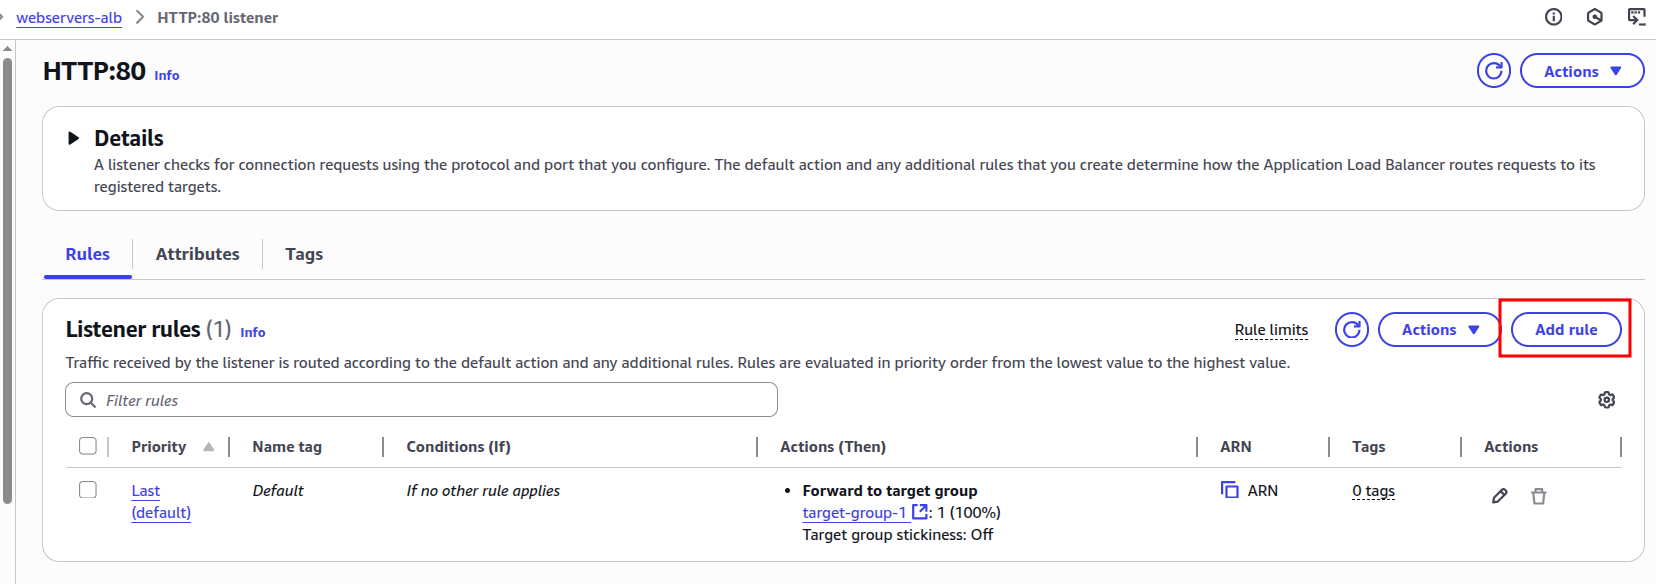 webservers-alb > HTTP:80 listener
HTTP:80 Info
Actions
Details
A listener checks for connection requests using the protocol and port that you configure. The default action and any additional rules that you create determine how the Application Load Balancer routes requests to its
registered targets.
Rules Attributes Tags
Listener rules (1) Info
Rule limits Actions Add rule
Traffic received by the listener is routed according to the default action and any additional rules. Rules are evaluated in priority order from the lowest value to the highest value.
Filter rules
Priority Name tag Conditions (If) Actions (Then) ARN Tags Actions
Last Default If no other rule applies • Forward to target group ARN 0 tags
(default) target-group-1 : 1 (100%)
Target group stickiness: Off